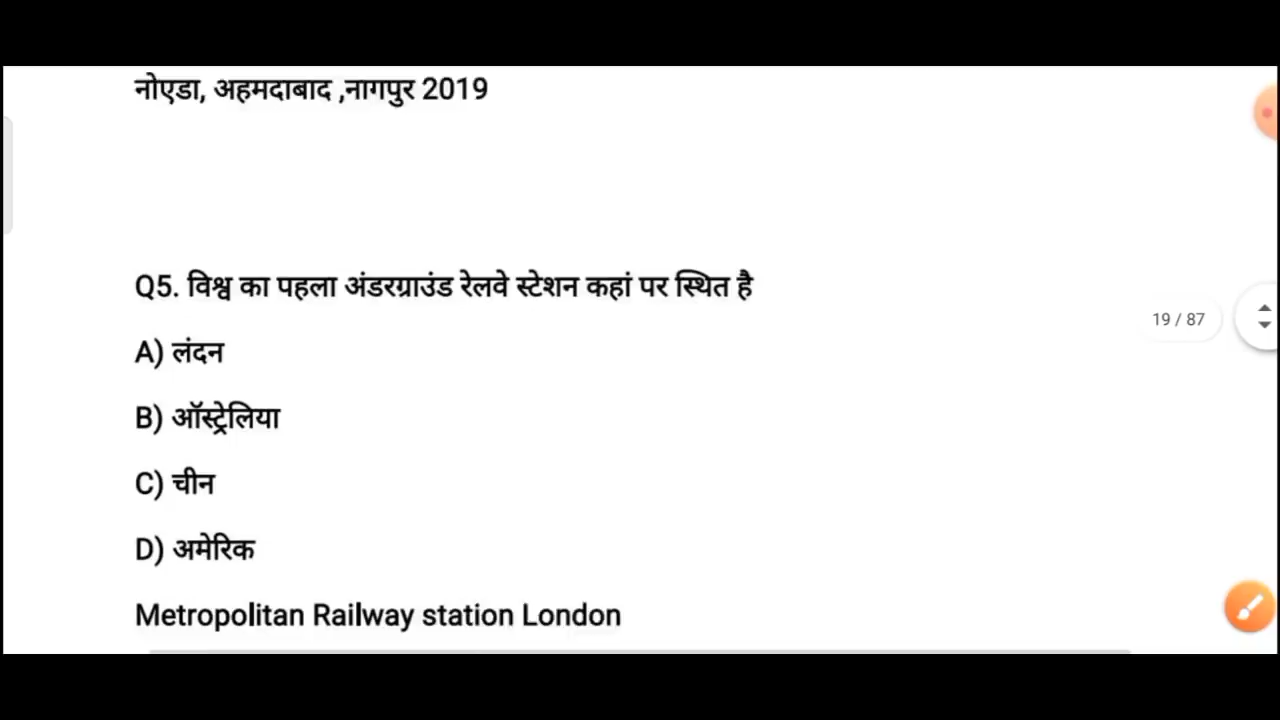 नोएडा, अहमदाबाद ,नागपुर 2019
Q5. विश्व का पहला अंडरग्राउंड रेलवे स्टेशन कहां पर स्थित है
19 / 87
A) लंदन
B) ऑस्ट्रेलिया
C) चीन
D) अमेरिक
Metropolitan Railway station London